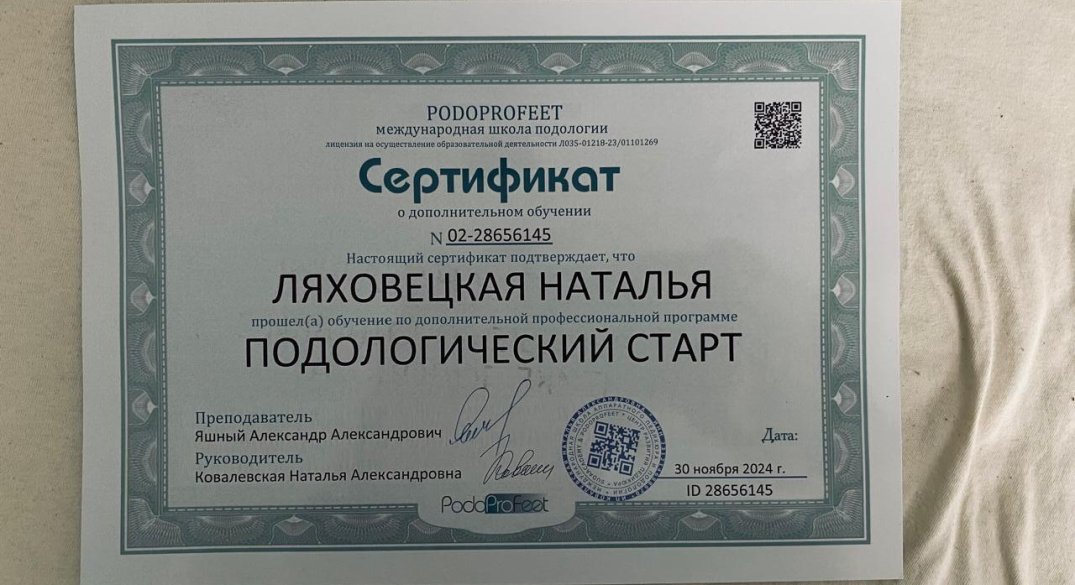 PODOPROFEET
международная школа подологии
лицензия на осуществление образовательной деятельности Л035-01218-23/01101269
Сертификат
о дополнительном обучении
N 02-28656145
Настоящий сертификат подтверждает, что
ЛЯХОВЕЦКАЯ НАТАЛЬЯ
прошел(а) обучение по дополнительной профессиональной программе
ПОДОЛОГИЧЕСКИЙ СТАРТ
Преподаватель
Яшный Александр Александрович
Руководитель
Ковалевская Наталья Александровна
Дата:
30 ноября 2024 г.
ID 28656145
PodoProFeet